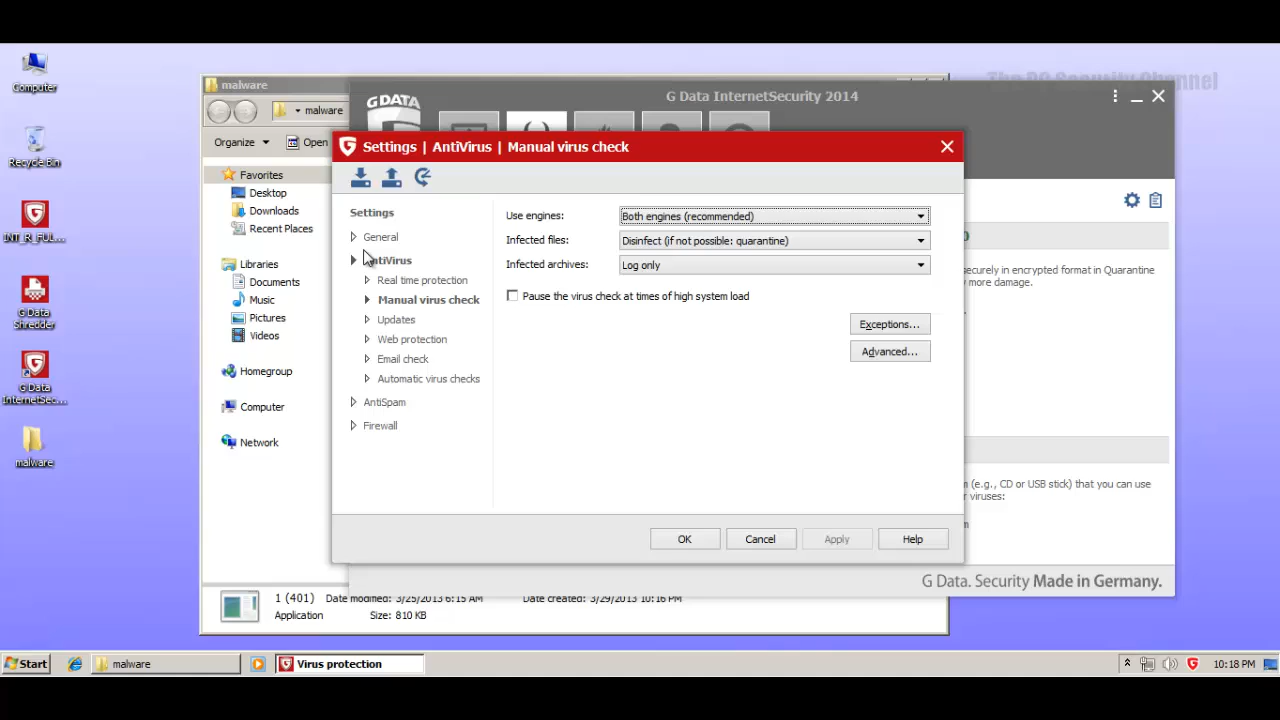 Computer
Recycle Bin
INT_R_FUL...
G Data
Shredder
G Data
InternetSec...
malware
malware
malware
Organize
Open
Favorites
Desktop
Downloads
Recent Places
Libraries
Documents
Music
Pictures
Videos
Homegroup
Computer
Network
1 (401) Date modified: 3/25/2013 6:15 AM Date created: 3/29/2013 10:16 PM
Application Size: 810 KB
The PC Security Channel
G DATA
G Data InternetSecurity 2014
securely in encrypted format in Quarantine
more damage.
(e.g., CD or USB stick) that you can use
viruses:
G Data. Security Made in Germany.
Settings | AntiVirus | Manual virus check
Settings
General
AntiVirus
Real time protection
Manual virus check
Updates
Web protection
Email check
Automatic virus checks
AntiSpam
Firewall
Use engines: Both engines (recommended)
Infected files: Disinfect (if not possible: quarantine)
Infected archives: Log only
Pause the virus check at times of high system load
Exceptions...
Advanced...
OK Cancel Apply Help
Start malware Virus protection 10:18 PM